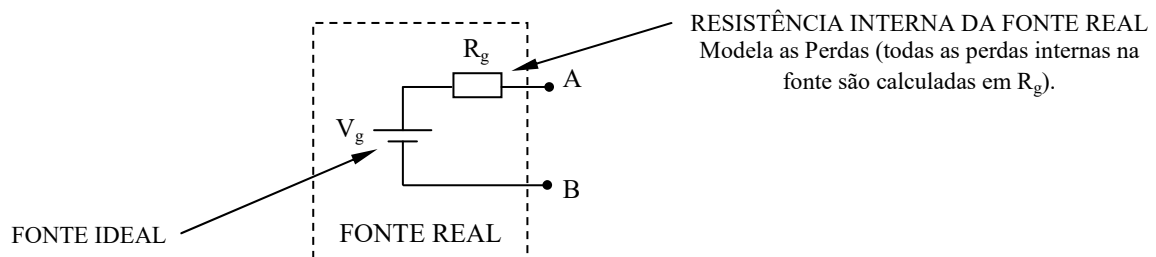 RESISTÊNCIA INTERNA DA FONTE REAL
Modela as Perdas (todas as perdas internas na
fonte são calculadas em Rg).
Rg
A
Vg
B
FONTE IDEAL
FONTE REAL